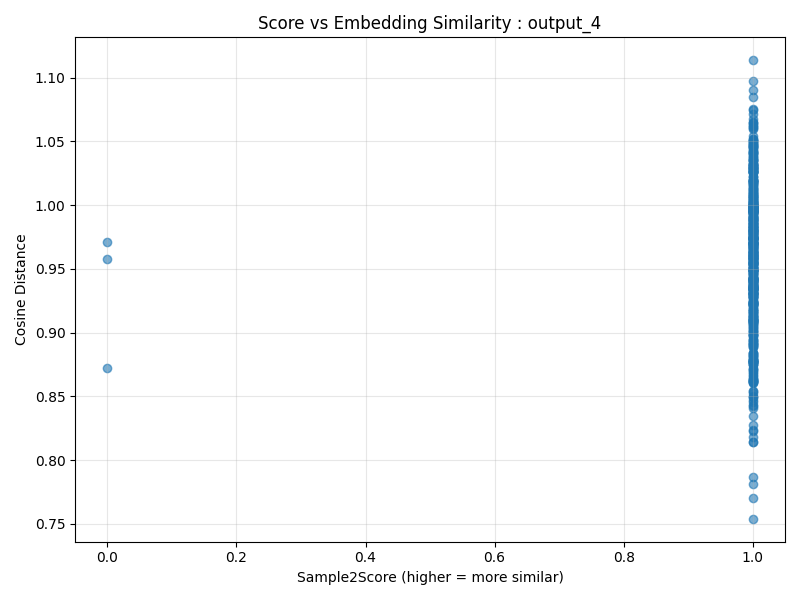 Score vs Embedding Similarity : output_4
Cosine Distance
1.10
1.05
1.00
0.95
0.90
0.85
0.80
0.75
0.0 0.2 0.4 0.6 0.8 1.0
Sample2Score (higher = more similar)